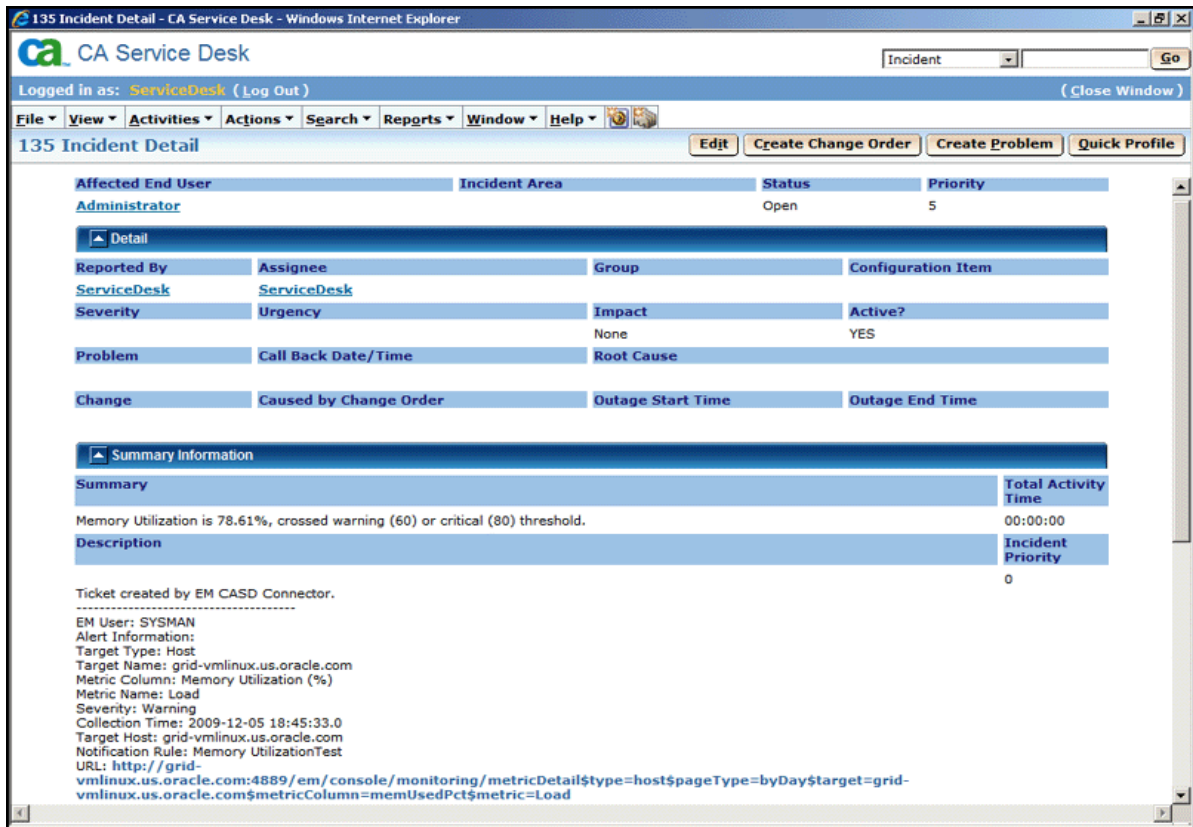 135 Incident Detail - CA Service Desk - Windows Internet Explorer
ca CA Service Desk
Incident Go
Logged in as: ServiceDesk ( Log Out ) ( Close Window )
File View Activities Actions Search Reports Window Help
135 Incident Detail Edit Create Change Order Create Problem Quick Profile
Affected End User Incident Area Status Priority
Administrator Open 5
Detail
Reported By Assignee Group Configuration Item
ServiceDesk ServiceDesk
Severity Urgency Impact Active?
None YES
Problem Call Back Date/Time Root Cause
Change Caused by Change Order Outage Start Time Outage End Time
Summary Information
Summary Total Activity Time
Memory Utilization is 78.61%, crossed warning (60) or critical (80) threshold. 00:00:00
Description Incident Priority
0
Ticket created by EM CASD Connector.
--------------------------------------
EM User: SYSMAN
Alert Information:
Target Type: Host
Target Name: grid-vmlinux.us.oracle.com
Metric Column: Memory Utilization (%)
Metric Name: Load
Severity: Warning
Collection Time: 2009-12-05 18:45:33.0
Target Host: grid-vmlinux.us.oracle.com
Notification Rule: Memory UtilizationTest
URL: http://grid-
vmlinux.us.oracle.com:4889/em/console/monitoring/metricDetail$type=host$pageType=byDay$target=grid-
vmlinux.us.oracle.com$metricColumn=memUsedPct$metric=Load